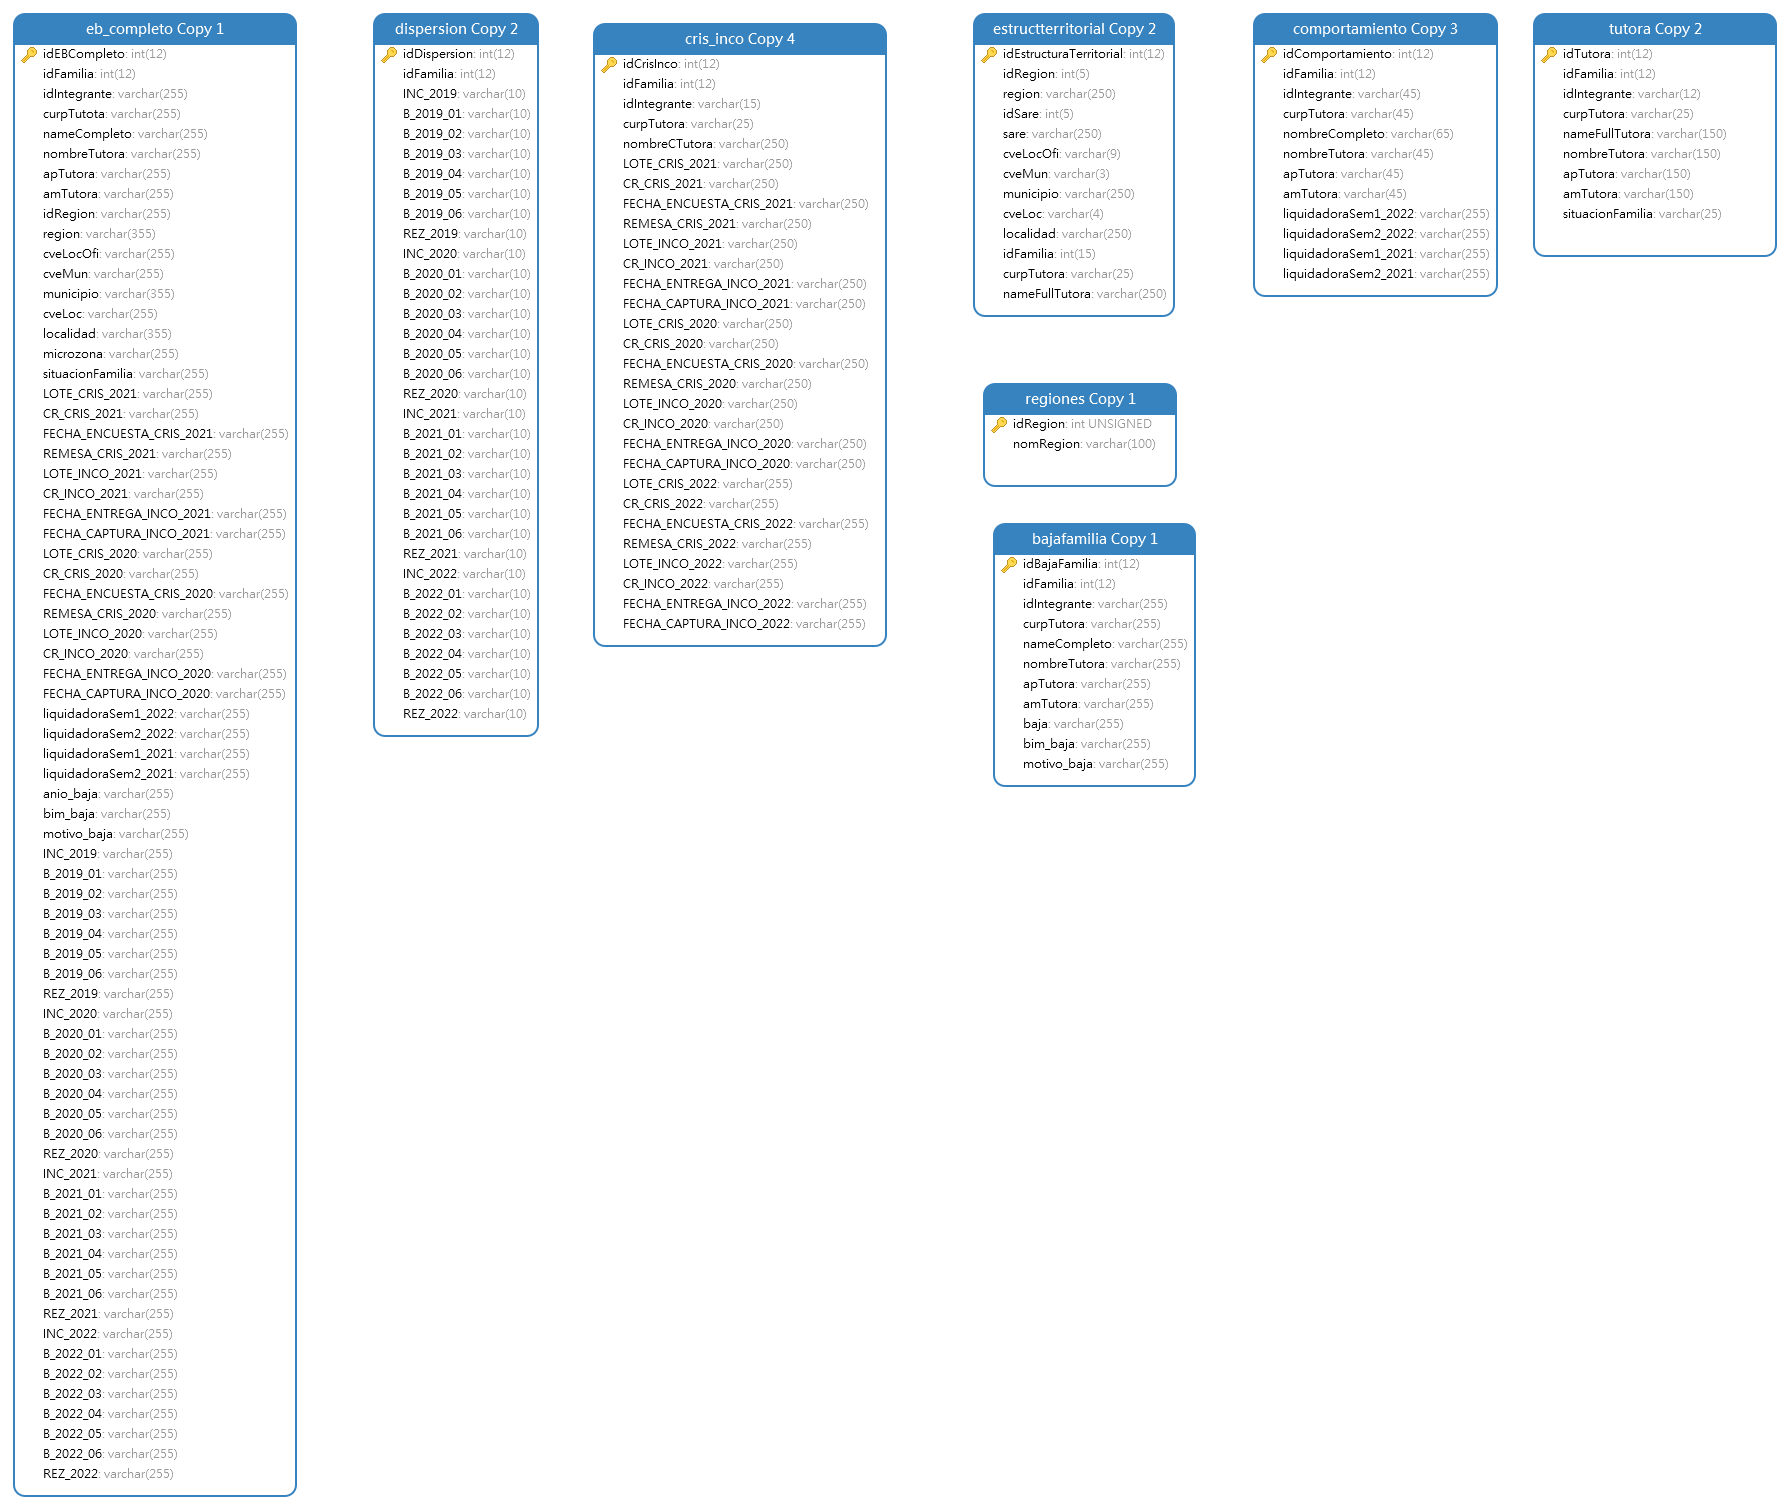 eb_completo Copy 1
idEBCompleto: int(12)
idFamilia: int(12)
idIntegrante: varchar(255)
curpTutota: varchar(255)
nameCompleto: varchar(255)
nombreTutora: varchar(255)
apTutora: varchar(255)
amTutora: varchar(255)
idRegion: varchar(255)
region: varchar(355)
cveLocOfi: varchar(255)
cveMun: varchar(255)
municipio: varchar(355)
cveLoc: varchar(255)
localidad: varchar(355)
microzona: varchar(255)
situacionFamilia: varchar(255)
LOTE_CRIS_2021: varchar(255)
CR_CRIS_2021: varchar(255)
FECHA_ENCUESTA_CRIS_2021: varchar(255)
REMESA_CRIS_2021: varchar(255)
LOTE_INCO_2021: varchar(255)
CR_INCO_2021: varchar(255)
FECHA_ENTREGA_INCO_2021: varchar(255)
FECHA_CAPTURA_INCO_2021: varchar(255)
LOTE_CRIS_2020: varchar(255)
CR_CRIS_2020: varchar(255)
FECHA_ENCUESTA_CRIS_2020: varchar(255)
REMESA_CRIS_2020: varchar(255)
LOTE_INCO_2020: varchar(255)
CR_INCO_2020: varchar(255)
FECHA_ENTREGA_INCO_2020: varchar(255)
FECHA_CAPTURA_INCO_2020: varchar(255)
liquidadoraSem1_2022: varchar(255)
liquidadoraSem2_2022: varchar(255)
liquidadoraSem1_2021: varchar(255)
liquidadoraSem2_2021: varchar(255)
anio_baja: varchar(255)
bim_baja: varchar(255)
motivo_baja: varchar(255)
INC_2019: varchar(255)
B_2019_01: varchar(255)
B_2019_02: varchar(255)
B_2019_03: varchar(255)
B_2019_04: varchar(255)
B_2019_05: varchar(255)
B_2019_06: varchar(255)
REZ_2019: varchar(255)
INC_2020: varchar(255)
B_2020_01: varchar(255)
B_2020_02: varchar(255)
B_2020_03: varchar(255)
B_2020_04: varchar(255)
B_2020_05: varchar(255)
B_2020_06: varchar(255)
REZ_2020: varchar(255)
INC_2021: varchar(255)
B_2021_01: varchar(255)
B_2021_02: varchar(255)
B_2021_03: varchar(255)
B_2021_04: varchar(255)
B_2021_05: varchar(255)
B_2021_06: varchar(255)
REZ_2021: varchar(255)
INC_2022: varchar(255)
B_2022_01: varchar(255)
B_2022_02: varchar(255)
B_2022_03: varchar(255)
B_2022_04: varchar(255)
B_2022_05: varchar(255)
B_2022_06: varchar(255)
REZ_2022: varchar(255)
dispersion Copy 2
idDispersion: int(12)
idFamilia: int(12)
INC_2019: varchar(10)
B_2019_01: varchar(10)
B_2019_02: varchar(10)
B_2019_03: varchar(10)
B_2019_04: varchar(10)
B_2019_05: varchar(10)
B_2019_06: varchar(10)
REZ_2019: varchar(10)
INC_2020: varchar(10)
B_2020_01: varchar(10)
B_2020_02: varchar(10)
B_2020_03: varchar(10)
B_2020_04: varchar(10)
B_2020_05: varchar(10)
B_2020_06: varchar(10)
REZ_2020: varchar(10)
INC_2021: varchar(10)
B_2021_01: varchar(10)
B_2021_02: varchar(10)
B_2021_03: varchar(10)
B_2021_04: varchar(10)
B_2021_05: varchar(10)
B_2021_06: varchar(10)
REZ_2021: varchar(10)
INC_2022: varchar(10)
B_2022_01: varchar(10)
B_2022_02: varchar(10)
B_2022_03: varchar(10)
B_2022_04: varchar(10)
B_2022_05: varchar(10)
B_2022_06: varchar(10)
REZ_2022: varchar(10)
cris_inco Copy 4
idCrisInco: int(12)
idFamilia: int(12)
idIntegrante: varchar(15)
curpTutora: varchar(25)
nombreCTutora: varchar(250)
LOTE_CRIS_2021: varchar(250)
CR_CRIS_2021: varchar(250)
FECHA_ENCUESTA_CRIS_2021: varchar(250)
REMESA_CRIS_2021: varchar(250)
LOTE_INCO_2021: varchar(250)
CR_INCO_2021: varchar(250)
FECHA_ENTREGA_INCO_2021: varchar(250)
FECHA_CAPTURA_INCO_2021: varchar(250)
LOTE_CRIS_2020: varchar(250)
CR_CRIS_2020: varchar(250)
FECHA_ENCUESTA_CRIS_2020: varchar(250)
REMESA_CRIS_2020: varchar(250)
LOTE_INCO_2020: varchar(250)
CR_INCO_2020: varchar(250)
FECHA_ENTREGA_INCO_2020: varchar(250)
FECHA_CAPTURA_INCO_2020: varchar(250)
LOTE_CRIS_2022: varchar(255)
CR_CRIS_2022: varchar(255)
FECHA_ENCUESTA_CRIS_2022: varchar(255)
REMESA_CRIS_2022: varchar(255)
LOTE_INCO_2022: varchar(255)
CR_INCO_2022: varchar(255)
FECHA_ENTREGA_INCO_2022: varchar(255)
FECHA_CAPTURA_INCO_2022: varchar(255)
estructterritorial Copy 2
idEstructuraTerritorial: int(12)
idRegion: int(5)
region: varchar(250)
idSare: int(5)
sare: varchar(250)
cveLocOfi: varchar(9)
cveMun: varchar(3)
municipio: varchar(250)
cveLoc: varchar(4)
localidad: varchar(250)
idFamilia: int(15)
curpTutora: varchar(25)
nameFullTutora: varchar(250)
regiones Copy 1
idRegion: int UNSIGNED
nomRegion: varchar(100)
bajafamilia Copy 1
idBajaFamilia: int(12)
idFamilia: int(12)
idIntegrante: varchar(255)
curpTutora: varchar(255)
nameCompleto: varchar(255)
nombreTutora: varchar(255)
apTutora: varchar(255)
amTutora: varchar(255)
baja: varchar(255)
bim_baja: varchar(255)
motivo_baja: varchar(255)
comportamiento Copy 3
idComportamiento: int(12)
idFamilia: int(12)
idIntegrante: varchar(45)
curpTutora: varchar(45)
nombreCompleto: varchar(65)
nombreTutora: varchar(45)
apTutora: varchar(45)
amTutora: varchar(45)
liquidadoraSem1_2022: varchar(255)
liquidadoraSem2_2022: varchar(255)
liquidadoraSem1_2021: varchar(255)
liquidadoraSem2_2021: varchar(255)
tutora Copy 2
idTutora: int(12)
idFamilia: int(12)
idIntegrante: varchar(12)
curpTutora: varchar(25)
nameFullTutora: varchar(150)
nombreTutora: varchar(150)
apTutora: varchar(150)
amTutora: varchar(150)
situacionFamilia: varchar(25)